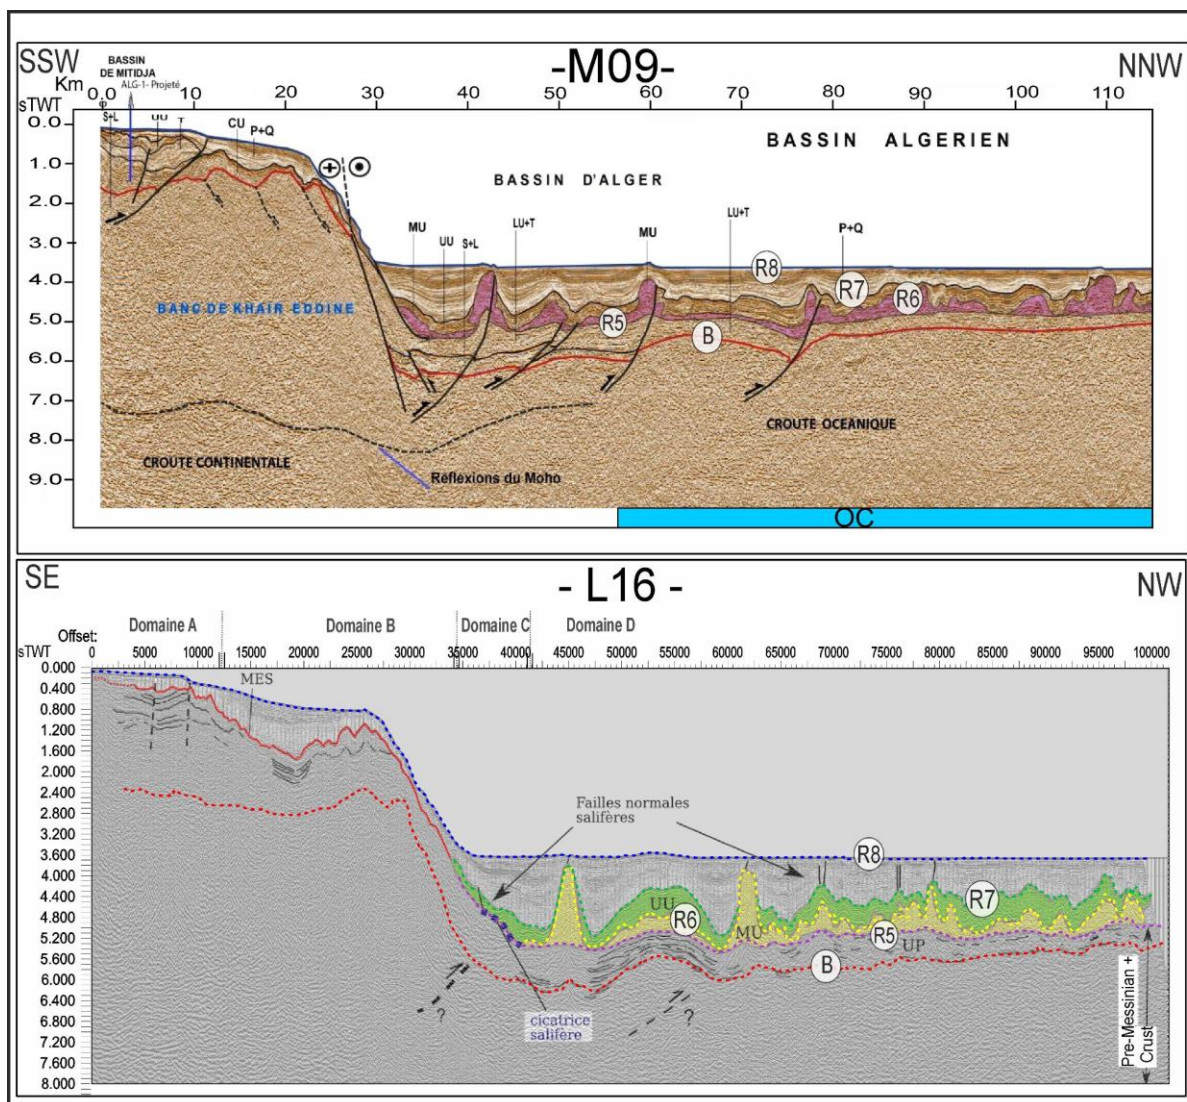 -M09-
SSW
NNW
BASSIN
DE MITIDJA
ALG-1- Projeté
Km
sTWT
0.0 10 20 30 40 50 60 70 80 90 100 110
S+L UU T CU P+Q
0.0
1.0
2.0
3.0
4.0
5.0
6.0
7.0
8.0
9.0
BASSIN ALGERIEN
BASSIN D'ALGER
MU UU S+L LU+T MU LU+T P+Q
R8
R7
R6
R5
B
BANC DE KHAIR EDDINE
CROUTE OCEANIQUE
CROUTE CONTINENTALE
Réflexions du Moho
OC
- L16 -
SE
NW
Domaine A Domaine B Domaine C Domaine D
Offset:
sTWT
0 5000 10000 15000 20000 25000 30000 35000 40000 45000 50000 55000 60000 65000 70000 75000 80000 85000 90000 95000 100000
0.000
0.400
0.800
1.200
1.600
2.000
2.400
2.800
3.200
3.600
4.000
4.400
4.800
5.200
5.600
6.000
6.400
6.800
7.200
7.600
8.000
MES
Failles normales
salifères
R8
UU
R6
MU
R7
R5
UP
B
?
?
cicatrice
salifère
Pre-Messinian +
Crust